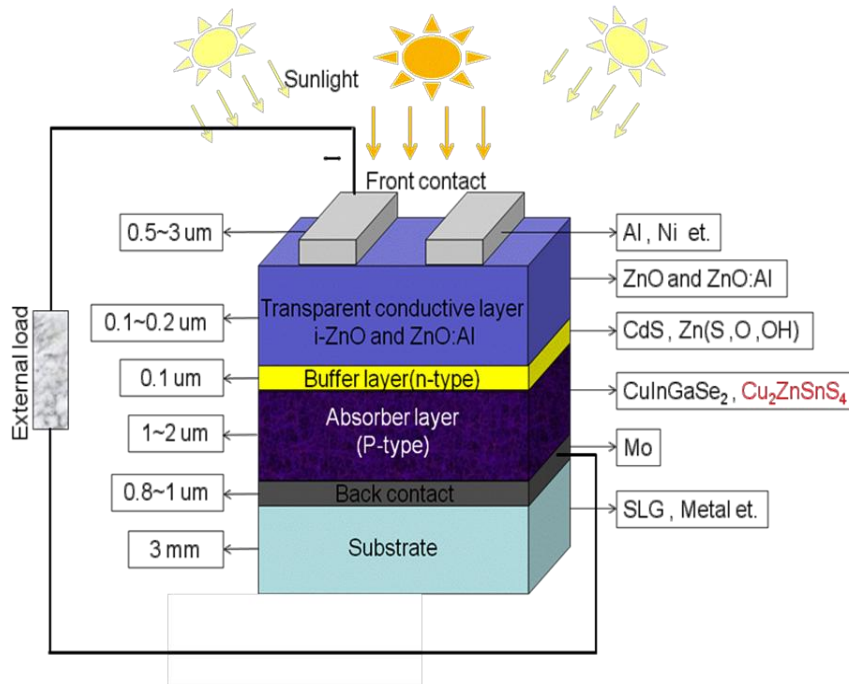 Sunlight
–
Front contact
0.5~3 um
Al , Ni et.
ZnO and ZnO:Al
Transparent conductive layer
i-ZnO and ZnO:Al
0.1~0.2 um
CdS , Zn(S ,O ,OH)
0.1 um
Buffer layer(n-type)
CuInGaSe₂ , Cu₂ZnSnS₄
External load
Absorber layer
(P-type)
1~2 um
Mo
0.8~1 um
Back contact
SLG , Metal et.
3 mm
Substrate